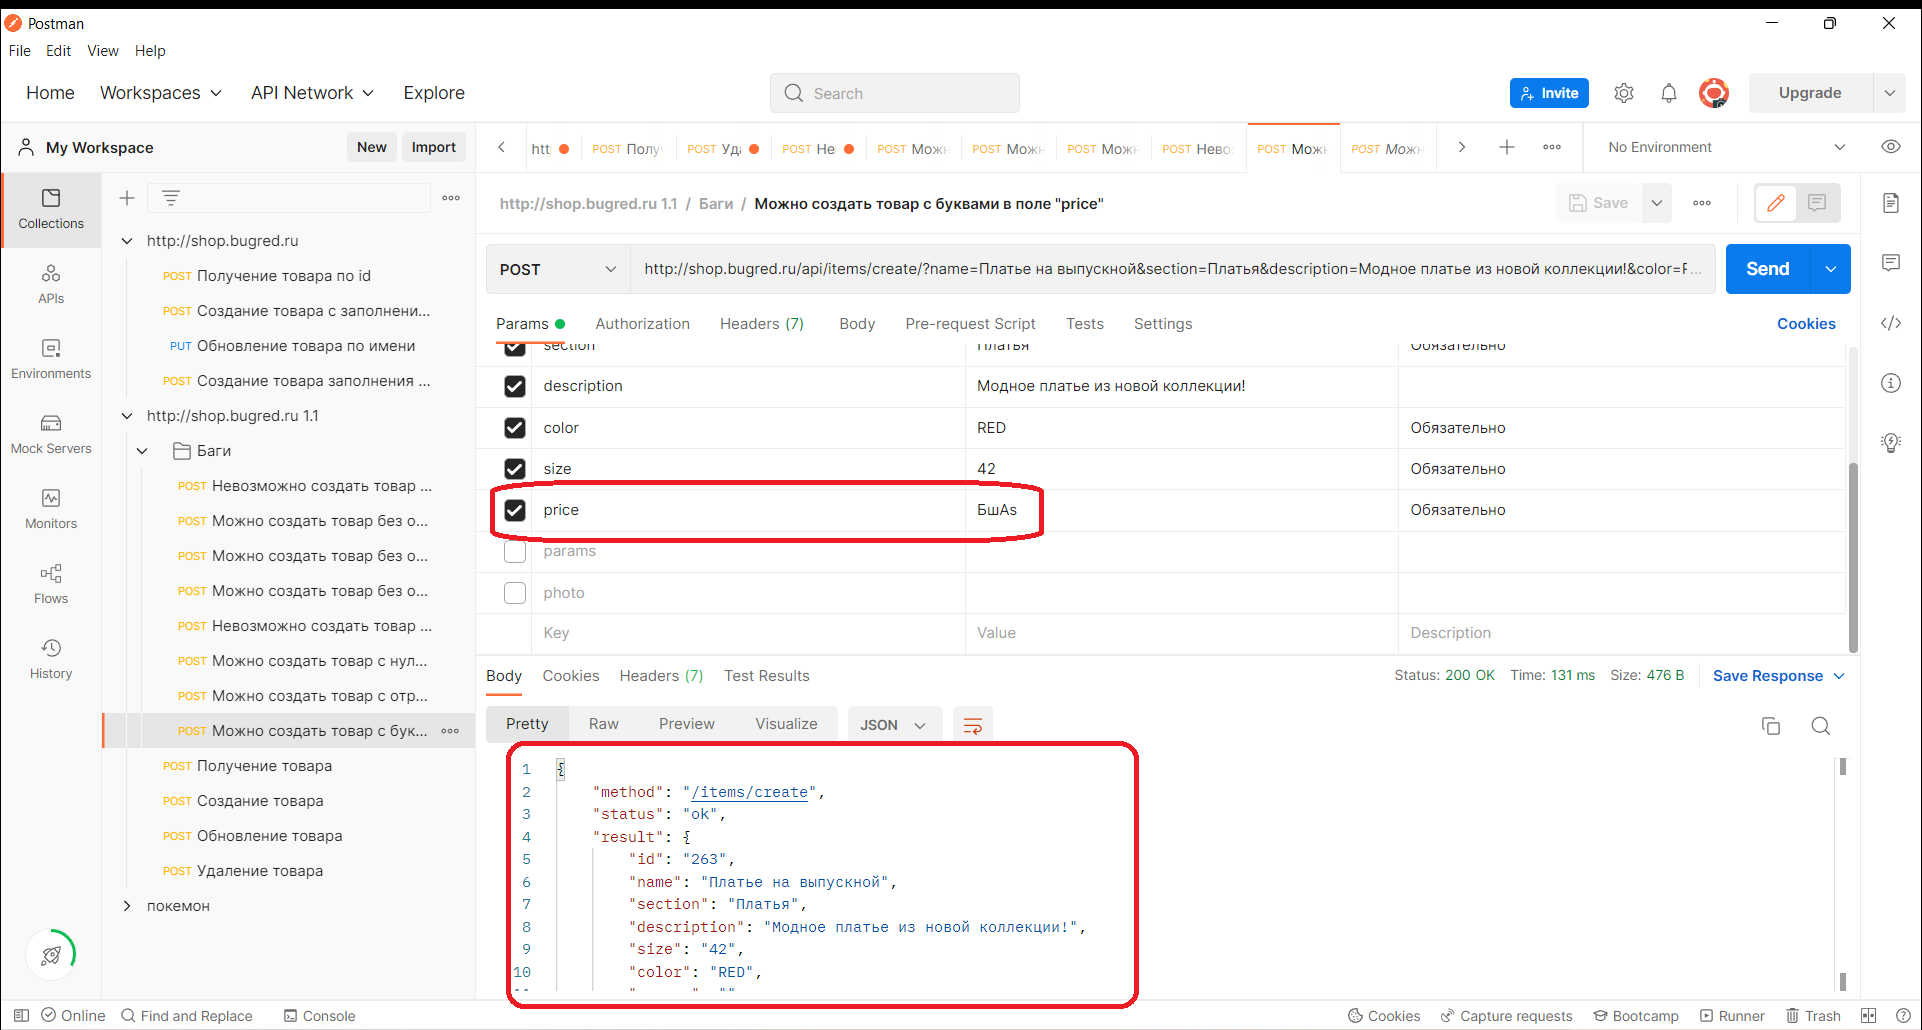 Postman
File Edit View Help
Home Workspaces API Network Explore Search Invite Upgrade
My Workspace New Import
htt POST Полу POST Уд POST Не POST Мож POST Мож POST Мож POST Нево POST Мож POST Мож No Environment
Collections
APIs
Environments
Mock Servers
Monitors
Flows
History
http://shop.bugred.ru
POST Получение товара по id
POST Создание товара с заполнени...
PUT Обновление товара по имени
POST Создание товара заполнения ...
http://shop.bugred.ru 1.1
Баги
POST Невозможно создать товар ...
POST Можно создать товар без о...
POST Можно создать товар без о...
POST Можно создать товар без о...
POST Невозможно создать товар ...
POST Можно создать товар с нул...
POST Можно создать товар с отр...
POST Можно создать товар с бук...
POST Получение товара
POST Создание товара
POST Обновление товара
POST Удаление товара
покемон
http://shop.bugred.ru 1.1 / Баги / Можно создать товар с буквами в поле "price" Save
POST http://shop.bugred.ru/api/items/create/?name=Платье на выпускной&section=Платья&description=Модное платье из новой коллекции!&color=F... Send
Params Authorization Headers (7) Body Pre-request Script Tests Settings Cookies
section Платья Обязательно
description Модное платье из новой коллекции!
color RED Обязательно
size 42 Обязательно
price БшAs Обязательно
params
photo
Key Value Description
Body Cookies Headers (7) Test Results Status: 200 OK Time: 131 ms Size: 476 B Save Response
Pretty Raw Preview Visualize JSON
1 {
2 "method": "/items/create",
3 "status": "ok",
4 "result": {
5 "id": "263",
6 "name": "Платье на выпускной",
7 "section": "Платья",
8 "description": "Модное платье из новой коллекции!",
9 "size": "42",
10 "color": "RED",
Online Find and Replace Console Cookies Capture requests Bootcamp Runner Trash